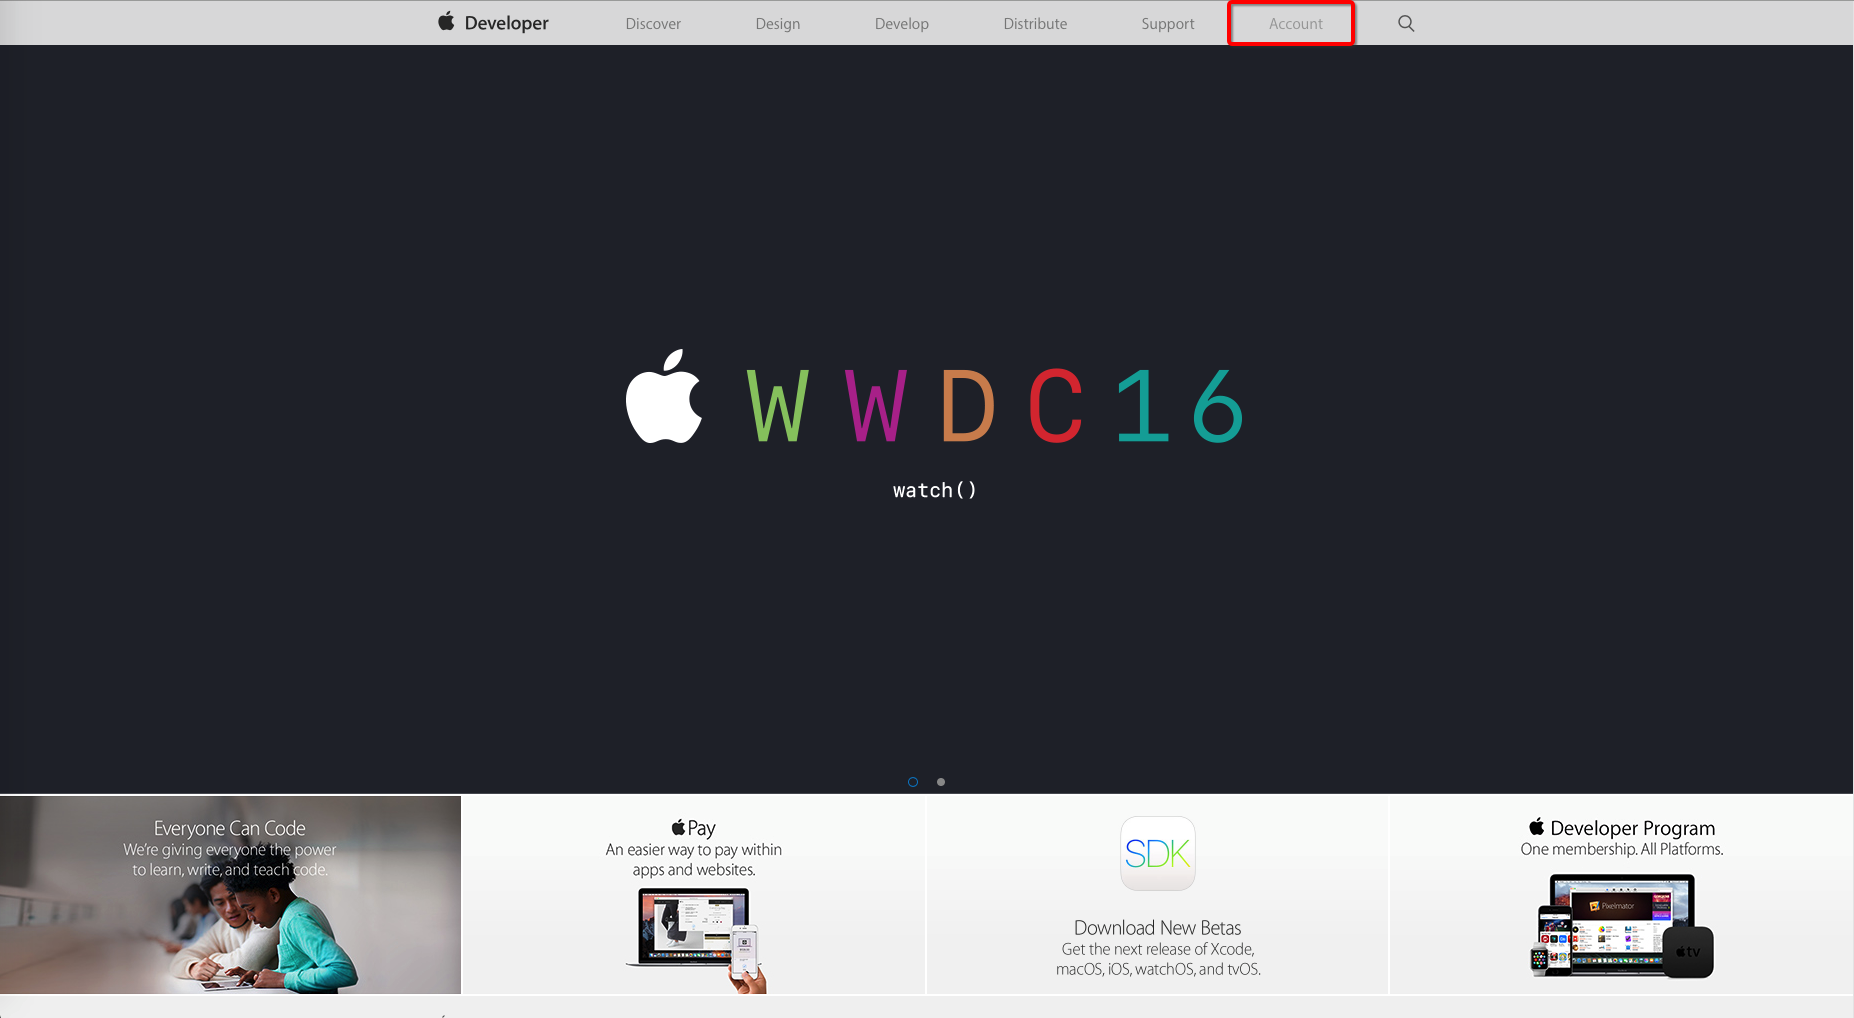 Developer
Discover
Design
Develop
Distribute
Support
Account
WWDC16
watch()
Everyone Can Code
We're giving everyone the power
to learn, write, and teach code.
Pay
An easier way to pay within
apps and websites.
SDK
Download New Betas
Get the next release of Xcode,
macOS, iOS, watchOS, and tvOS.
Developer Program
One membership. All Platforms.
Pixelmator
tv